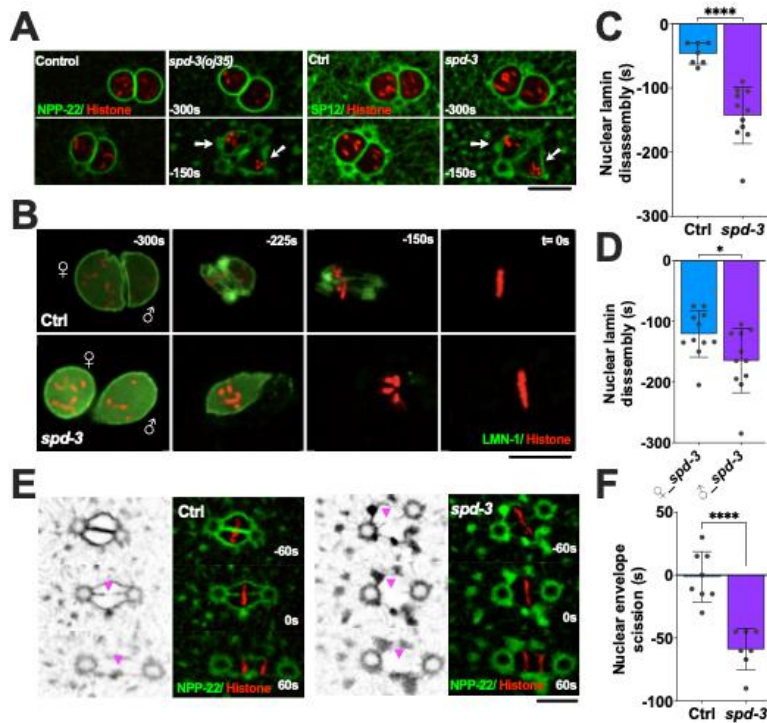 A
Control
spd-3(oj35)
Ctrl
spd-3
NPP-22/ Histone
-300s
SP12/ Histone
-300s
-150s
-150s
B
-300s
-225s
-150s
t= 0s
♀
♂
Ctrl
♀
♂
spd-3
LMN-1/ Histone
C
****
Nuclear lamin
disassembly (s)
0
-100
-200
-300
Ctrl spd-3
D
*
Nuclear lamin
disssembly (s)
0
-100
-200
-300
♀-spd-3
♂-spd-3
E
Ctrl
spd-3
-60s
-60s
0s
0s
NPP-22/ Histone
60s
NPP-22/ Histone
60s
F
****
Nuclear envelope
scission (s)
50
0
-50
-100
Ctrl spd-3